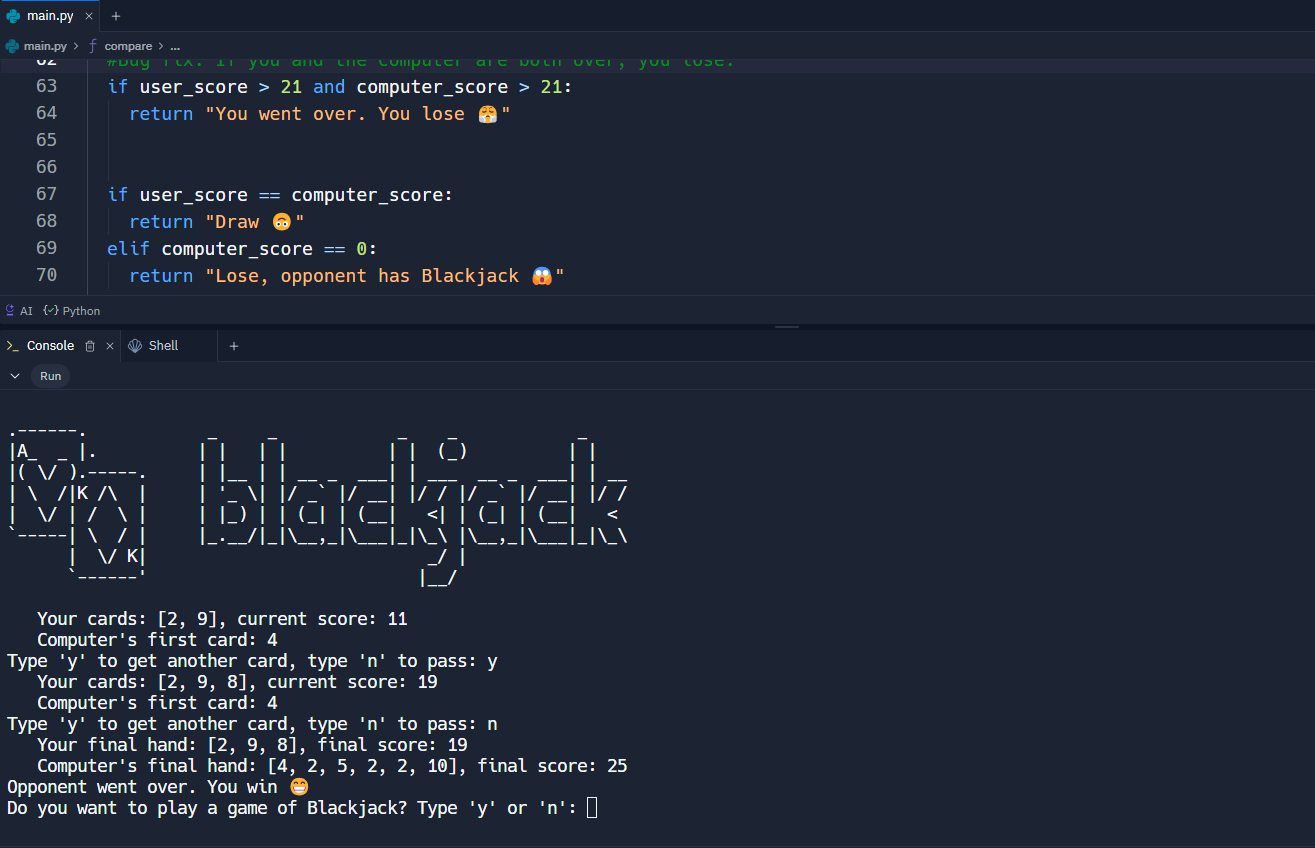 main.py × +
main.py > ƒ compare > ...
62 #Bug fix. If you and the computer are both over, you lose.
63 if user_score > 21 and computer_score > 21:
64 return "You went over. You lose 😤"
65
66
67 if user_score == computer_score:
68 return "Draw 🙃"
69 elif computer_score == 0:
70 return "Lose, opponent has Blackjack 😱"
AI {✓} Python
>_ Console × Shell +
Run
.------.            _     _            _    _            _
|A_  _ |.          | |   | |          | |  (_)          | |
|( \/ ).-----.     | |__ | | __ _  ___| | ___  __ _  ___| | __
| \  /|K /\  |     | '_ \| |/ _` |/ __| |/ / |/ _` |/ __| |/ /
|  \/ | /  \ |     | |_) | | (_| | (__|   <| | (_| | (__|   <
`-----| \  / |     |_.__/|_|\__,_|\___|_|\_\ |\__,_|\___|_|\_\
      |  \/ K|                            _/ |
      `------'                           |__/
Your cards: [2, 9], current score: 11
Computer's first card: 4
Type 'y' to get another card, type 'n' to pass: y
Your cards: [2, 9, 8], current score: 19
Computer's first card: 4
Type 'y' to get another card, type 'n' to pass: n
Your final hand: [2, 9, 8], final score: 19
Computer's final hand: [4, 2, 5, 2, 2, 10], final score: 25
Opponent went over. You win 😁
Do you want to play a game of Blackjack? Type 'y' or 'n':